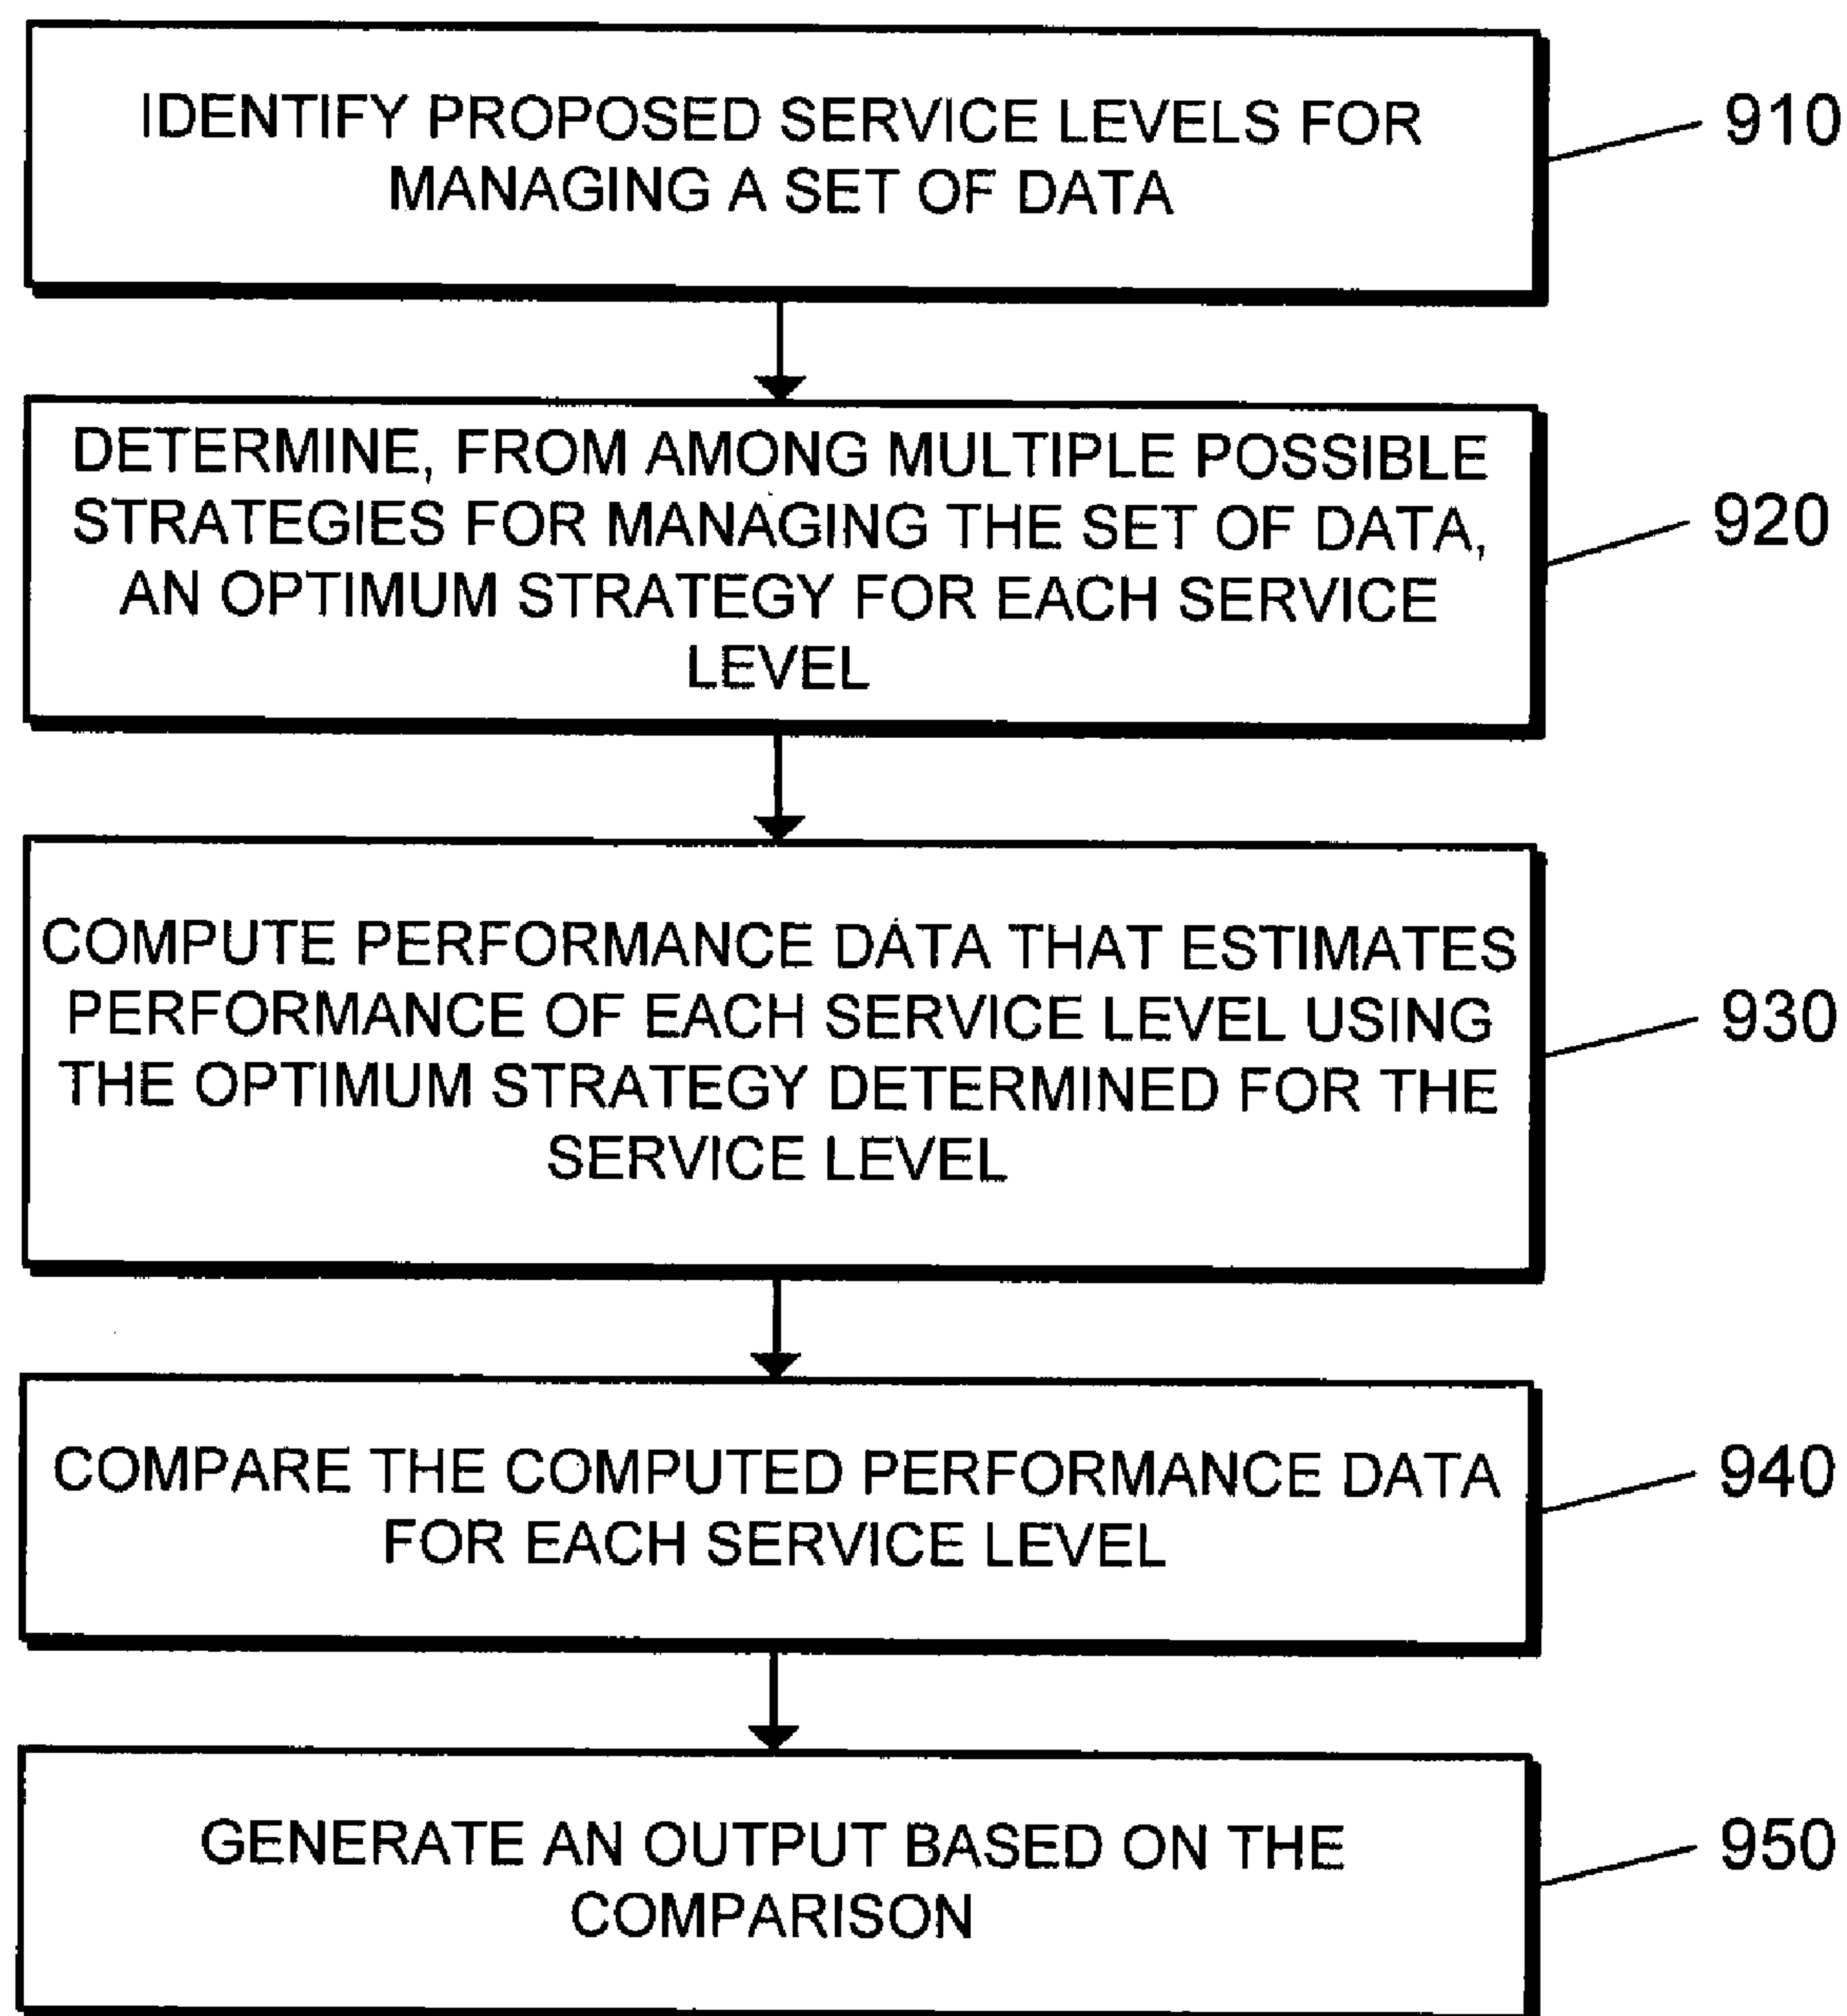 IDENTIFY PROPOSED SERVICE LEVELS FOR
MANAGING A SET OF DATA
910
DETERMINE, FROM AMONG MULTIPLE POSSIBLE
STRATEGIES FOR MANAGING THE SET OF DATA,
AN OPTIMUM STRATEGY FOR EACH SERVICE
LEVEL
920
COMPUTE PERFORMANCE DATA THAT ESTIMATES
PERFORMANCE OF EACH SERVICE LEVEL USING
THE OPTIMUM STRATEGY DETERMINED FOR THE
SERVICE LEVEL
930
COMPARE THE COMPUTED PERFORMANCE DATA
FOR EACH SERVICE LEVEL
940
GENERATE AN OUTPUT BASED ON THE
COMPARISON
950